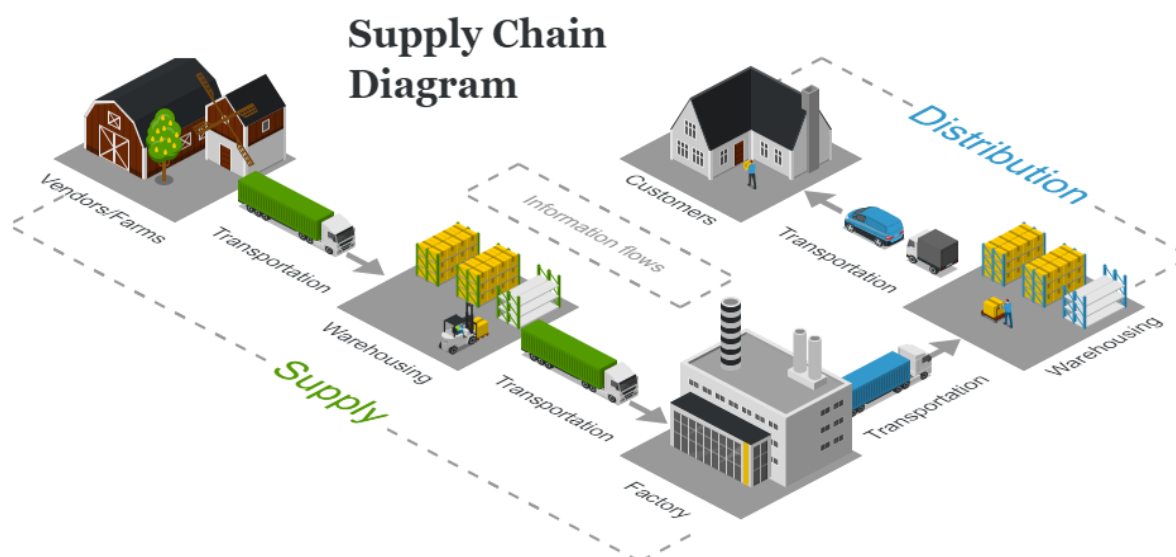 Supply Chain
Diagram
Vendors/Farms
Transportation
Warehousing
Transportation
Supply
Factory
Information flows
Customers
Transportation
Distribution
Warehousing
Transportation